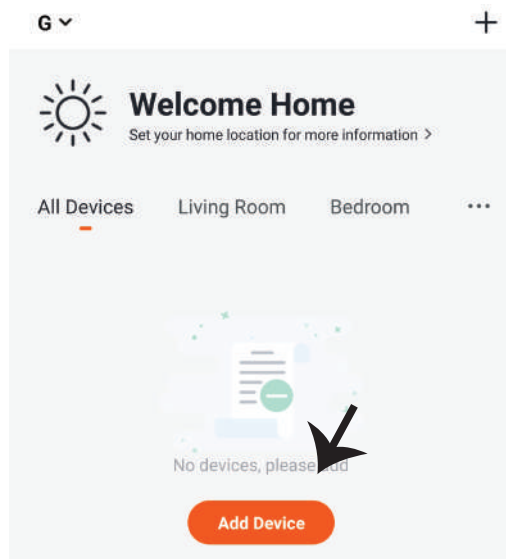 G
Welcome Home
Set your home location for more information >
All Devices Living Room Bedroom ...
No devices, please add
Add Device